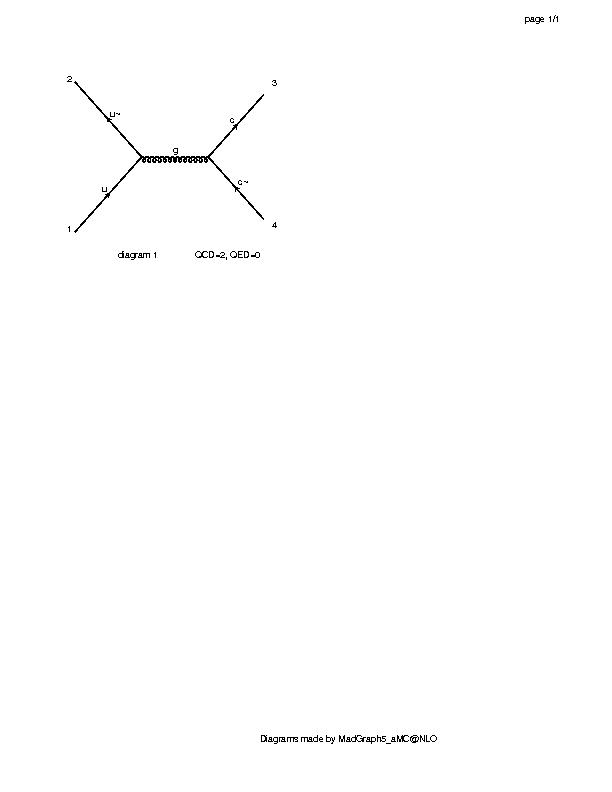 page 1/1
2
3
u~
c
g
u
c~
1
4
diagram 1 QCD=2, QED=0
Diagrams made by MadGraph5_aMC@NLO